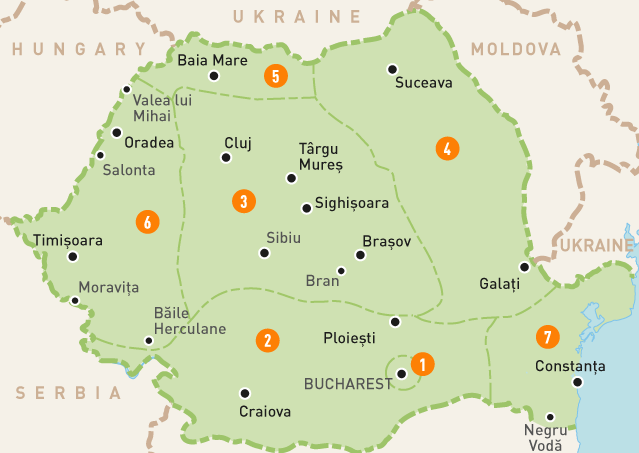 UKRAINE
HUNGARY
MOLDOVA
Baia Mare
5
Suceava
Valea lui
Mihai
Oradea
Cluj
Târgu
Mureș
4
Salonta
3
Sighișoara
6
Timișoara
Sibiu
Brașov
UKRAINE
Bran
Galați
Moravița
Băile
Herculane
2
Ploiești
7
1
Constanța
BUCHAREST
SERBIA
Craiova
Negru
Vodă